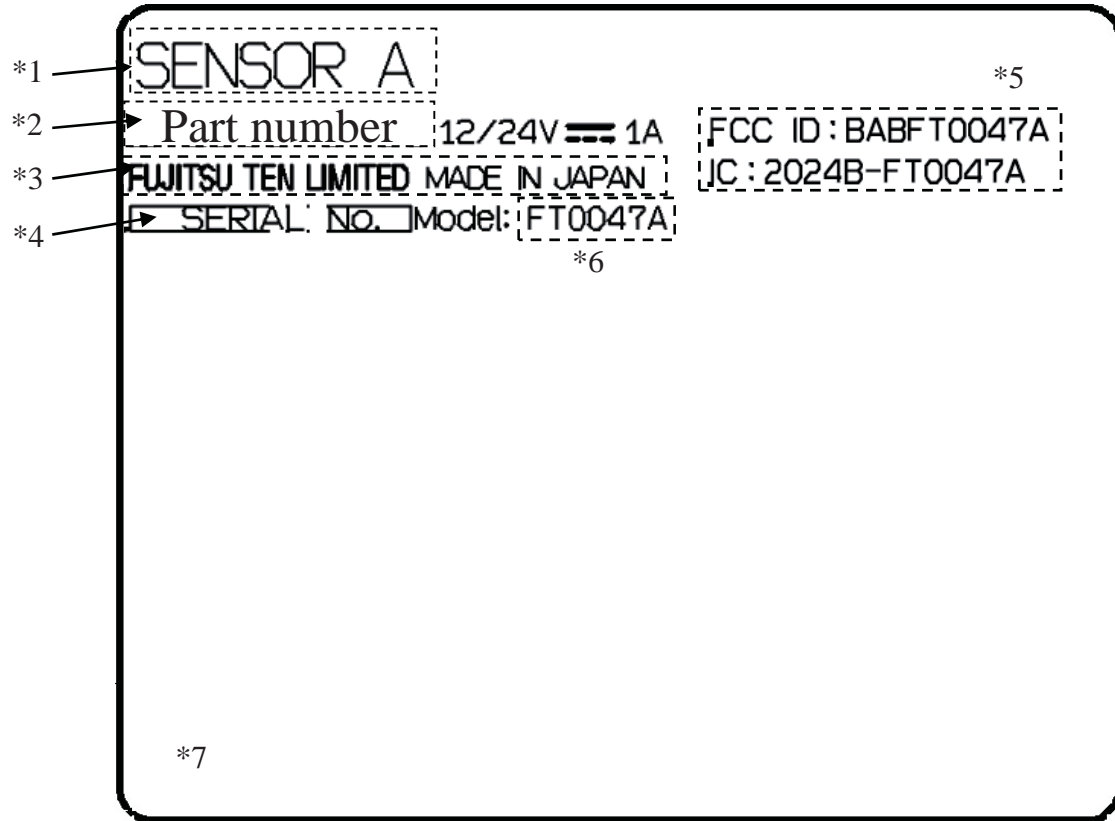 *1 SENSOR A
*5
*2 Part number 12/24V 1A FCC ID:BABFT0047A
*3 FUJITSU TEN LIMITED MADE IN JAPAN IC:2024B-FT0047A
*4 SERIAL No. Model: FT0047A
*6
*7